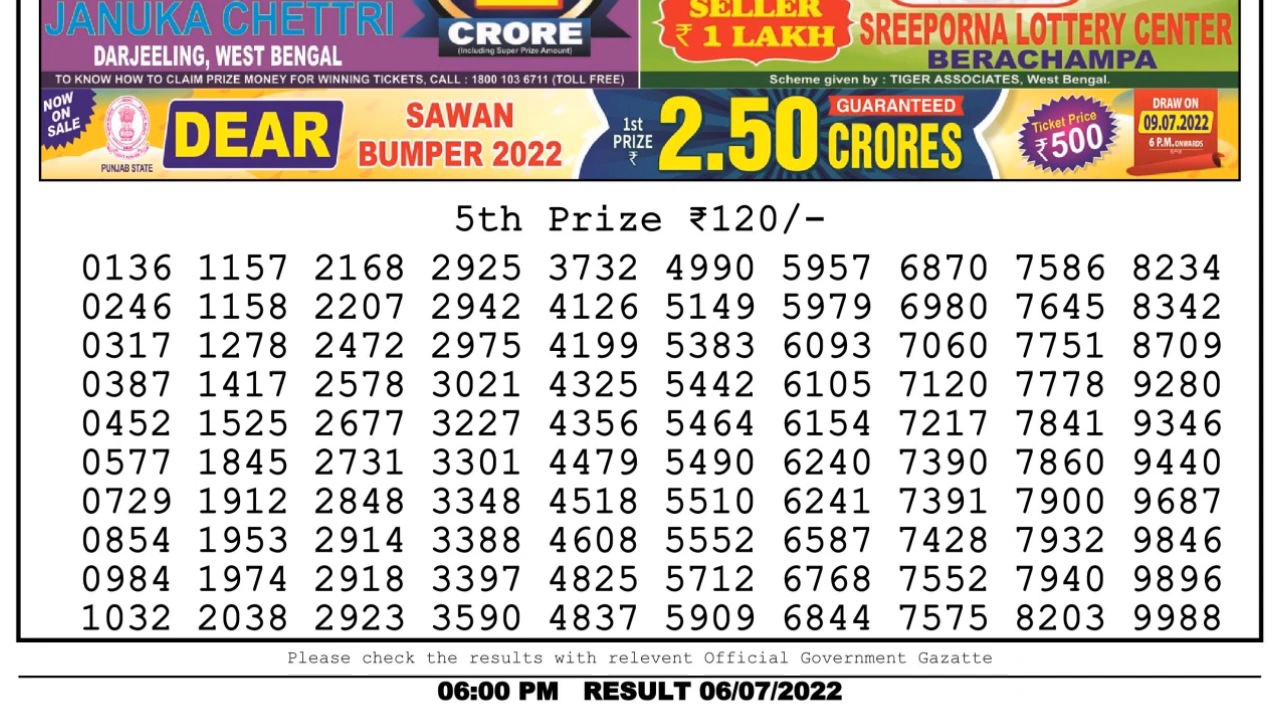 JANUKA CHETTRI
DARJEELING, WEST BENGAL
CRORE
(Including Super Prize Amount)
TO KNOW HOW TO CLAIM PRIZE MONEY FOR WINNING TICKETS, CALL : 1800 103 6711 (TOLL FREE)
SELLER
₹ 1 LAKH
SREEPORNA LOTTERY CENTER
BERACHAMPA
Scheme given by : TIGER ASSOCIATES, West Bengal.
NOW
ON
SALE
PUNJAB STATE
DEAR
SAWAN
BUMPER 2022
1st
PRIZE
₹
2.50
GUARANTEED
CRORES
Ticket Price
₹500
DRAW ON
09.07.2022
6 P.M. ONWARDS
5th Prize ₹120/-
0136 1157 2168 2925 3732 4990 5957 6870 7586 8234
0246 1158 2207 2942 4126 5149 5979 6980 7645 8342
0317 1278 2472 2975 4199 5383 6093 7060 7751 8709
0387 1417 2578 3021 4325 5442 6105 7120 7778 9280
0452 1525 2677 3227 4356 5464 6154 7217 7841 9346
0577 1845 2731 3301 4479 5490 6240 7390 7860 9440
0729 1912 2848 3348 4518 5510 6241 7391 7900 9687
0854 1953 2914 3388 4608 5552 6587 7428 7932 9846
0984 1974 2918 3397 4825 5712 6768 7552 7940 9896
1032 2038 2923 3590 4837 5909 6844 7575 8203 9988
Please check the results with relevent Official Government Gazatte
06:00 PM RESULT 06/07/2022